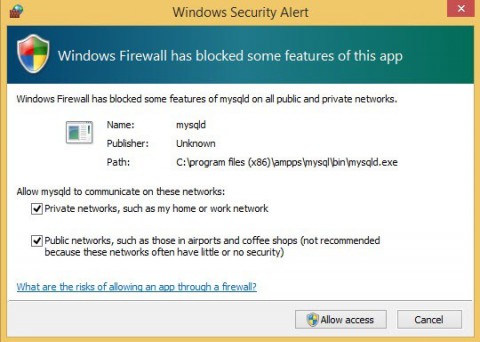 Windows Security Alert
Windows Firewall has blocked some features of this app
Windows Firewall has blocked some features of mysqld on all public and private networks.
Name: mysqld
Publisher: Unknown
Path: C:\program files (x86)\ampps\mysql\bin\mysqld.exe
Allow mysqld to communicate on these networks:
Private networks, such as my home or work network
Public networks, such as those in airports and coffee shops (not recommended
because these networks often have little or no security)
What are the risks of allowing an app through a firewall?
Allow access Cancel